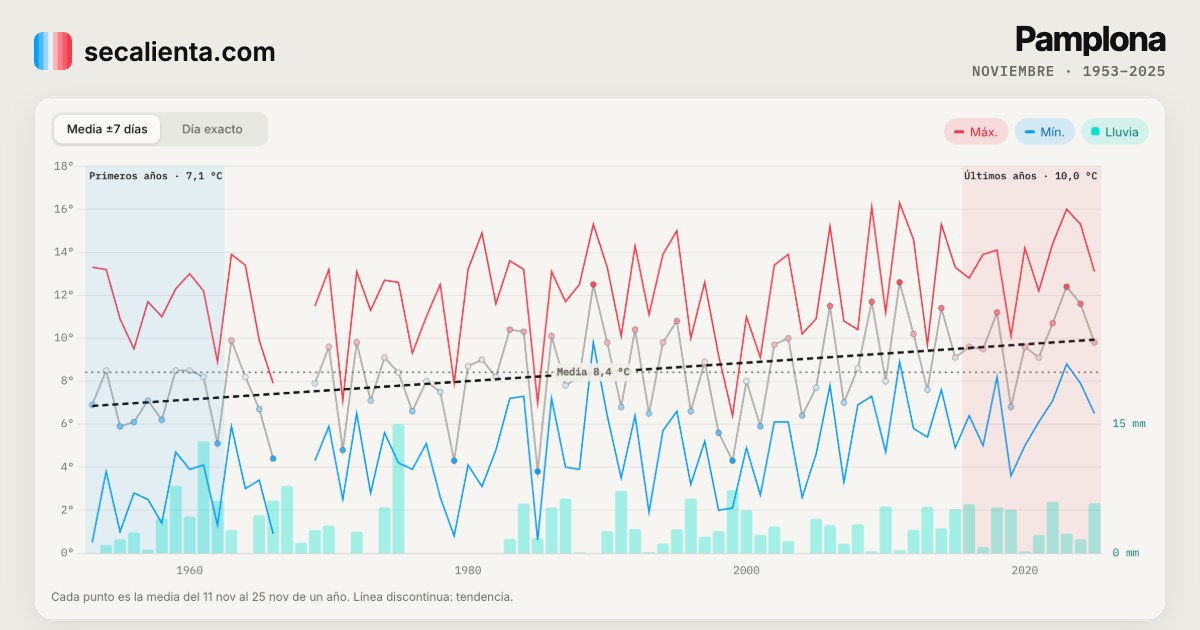 secalienta.com
Pamplona
NOVIEMBRE · 1953–2025
Media ±7 días
Día exacto
Máx.
Mín.
Lluvia
18°
Primeros años · 7,1 °C
Últimos años · 10,0 °C
16°
14°
12°
10°
8°
Media 8,4 °C
6°
15 mm
4°
2°
0°
0 mm
1960
1980
2000
2020
Cada punto es la media del 11 nov al 25 nov de un año. Línea discontinua: tendencia.